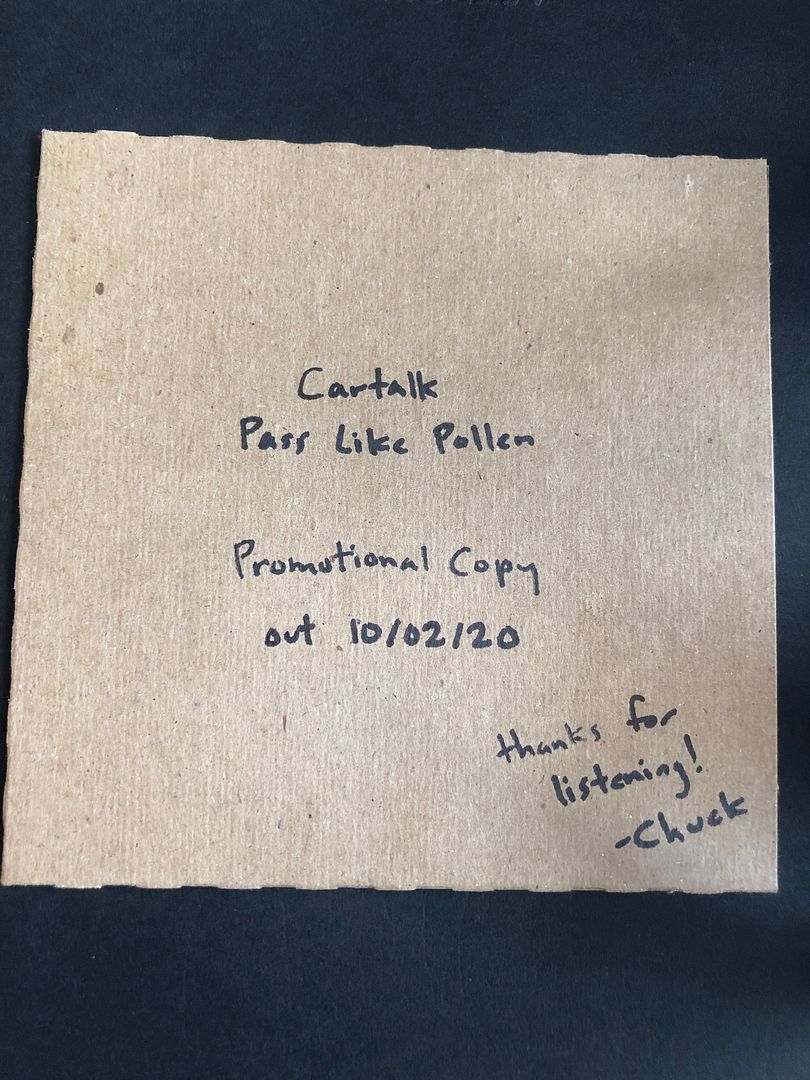 Cartalk
Pass Like Pollen
Promotional Copy
out 10/02/20
thanks for
listening!
-Chuck